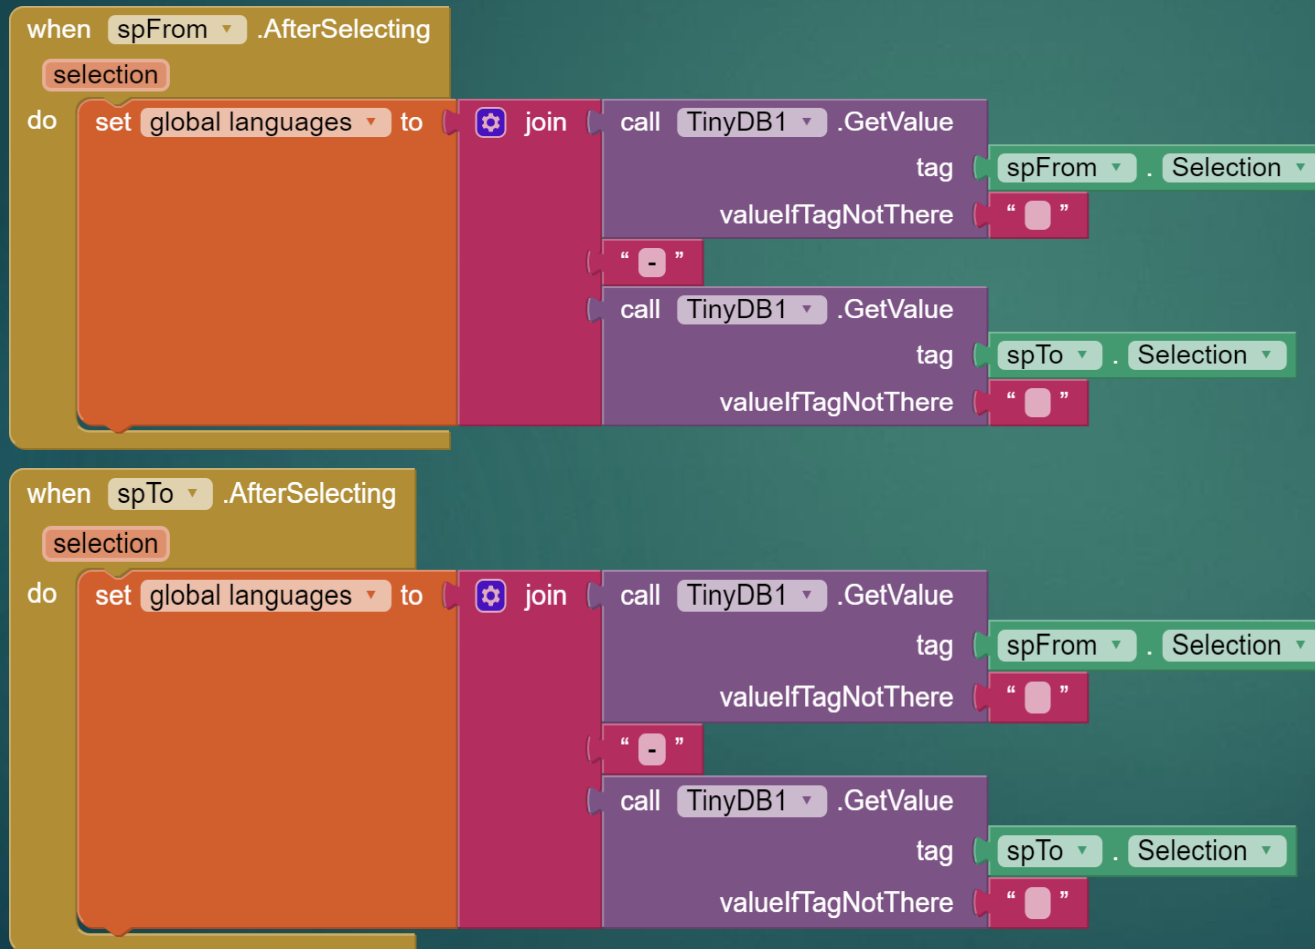 when spFrom .AfterSelecting
selection
do set global languages to join call TinyDB1 .GetValue
tag spFrom . Selection
valueIfTagNotThere “ ”
“ - ”
call TinyDB1 .GetValue
tag spTo . Selection
valueIfTagNotThere “ ”
when spTo .AfterSelecting
selection
do set global languages to join call TinyDB1 .GetValue
tag spFrom . Selection
valueIfTagNotThere “ ”
“ - ”
call TinyDB1 .GetValue
tag spTo . Selection
valueIfTagNotThere “ ”